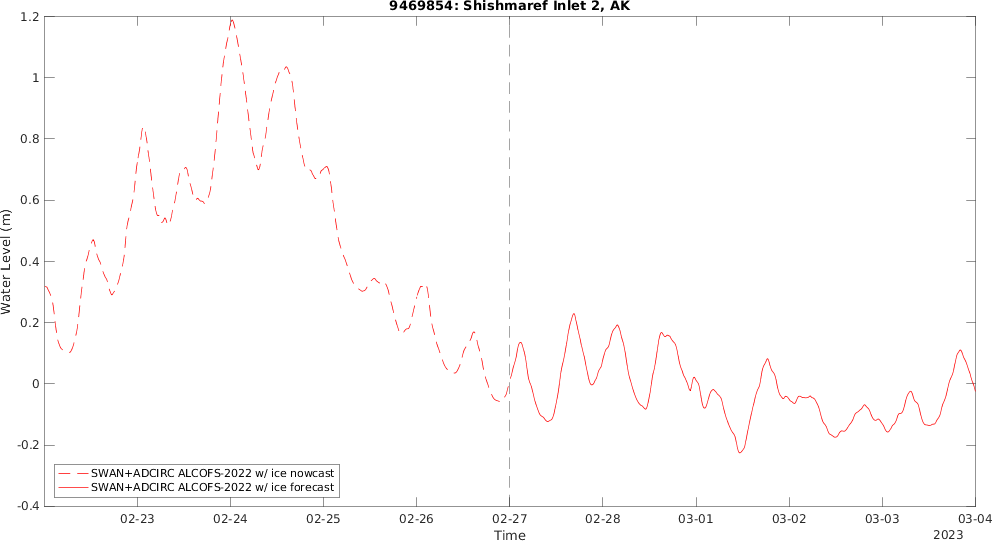 9469854: Shishmaref Inlet 2, AK
Water Level (m)
1.2
1
0.8
0.6
0.4
0.2
0
-0.2
-0.4
SWAN+ADCIRC ALCOFS-2022 w/ ice nowcast
SWAN+ADCIRC ALCOFS-2022 w/ ice forecast
02-23 02-24 02-25 02-26 02-27 02-28 03-01 03-02 03-03 03-04
Time
2023